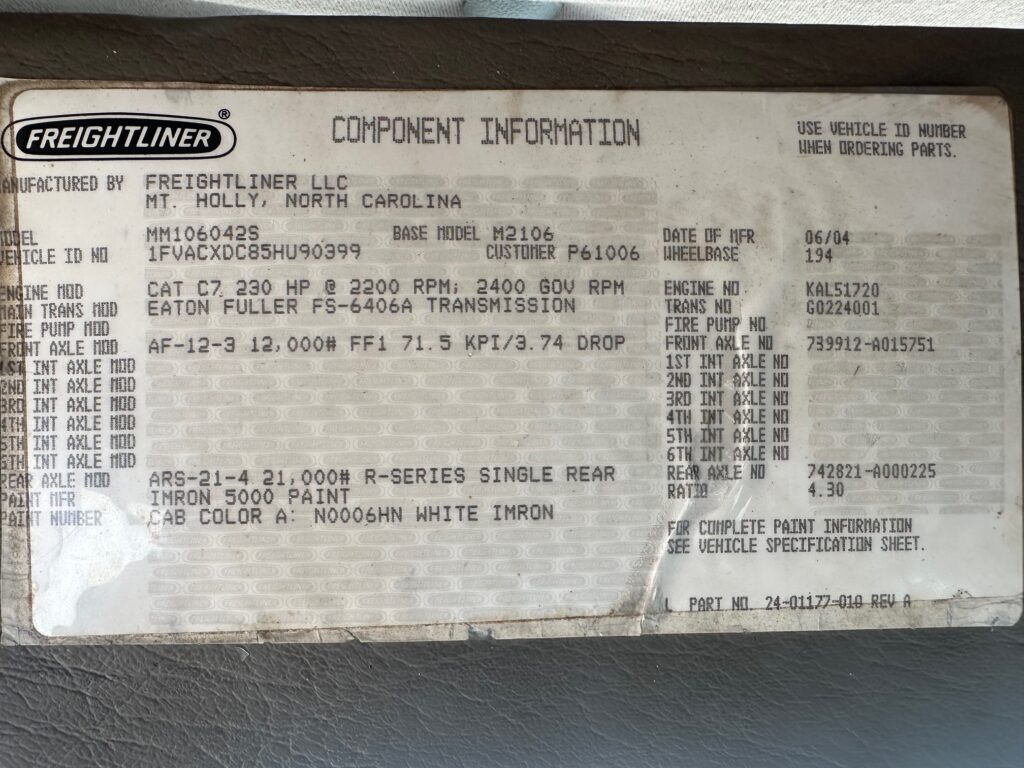 FREIGHTLINER ®
COMPONENT INFORMATION
USE VEHICLE ID NUMBER
WHEN ORDERING PARTS.
ANUFACTURED BY FREIGHTLINER LLC
MT. HOLLY, NORTH CAROLINA
MODEL MM106042S BASE MODEL M2106 DATE OF MFR 06/04
VEHICLE ID NO 1FVACXDC85HU90399 CUSTOMER P61006 WHEELBASE 194
ENGINE MOD CAT C7 230 HP @ 2200 RPM; 2400 GOV RPM ENGINE NO KAL51720
MAIN TRANS MOD EATON FULLER FS-6406A TRANSMISSION TRANS NO G0224001
FIRE PUMP MOD FIRE PUMP NO
FRONT AXLE MOD AF-12-3 12,000# FF1 71.5 KPI/3.74 DROP FRONT AXLE NO 739912-A015751
1ST INT AXLE MOD 1ST INT AXLE NO
2ND INT AXLE MOD 2ND INT AXLE NO
3RD INT AXLE MOD 3RD INT AXLE NO
4TH INT AXLE MOD 4TH INT AXLE NO
5TH INT AXLE MOD 5TH INT AXLE NO
6TH INT AXLE MOD 6TH INT AXLE NO
REAR AXLE MOD ARS-21-4 21,000# R-SERIES SINGLE REAR REAR AXLE NO 742821-A000225
PAINT MFR IMRON 5000 PAINT RATIO 4.30
PAINT NUMBER CAB COLOR A: N0006HN WHITE IMRON
FOR COMPLETE PAINT INFORMATION
SEE VEHICLE SPECIFICATION SHEET.
L PART NO. 24-01177-010 REV A